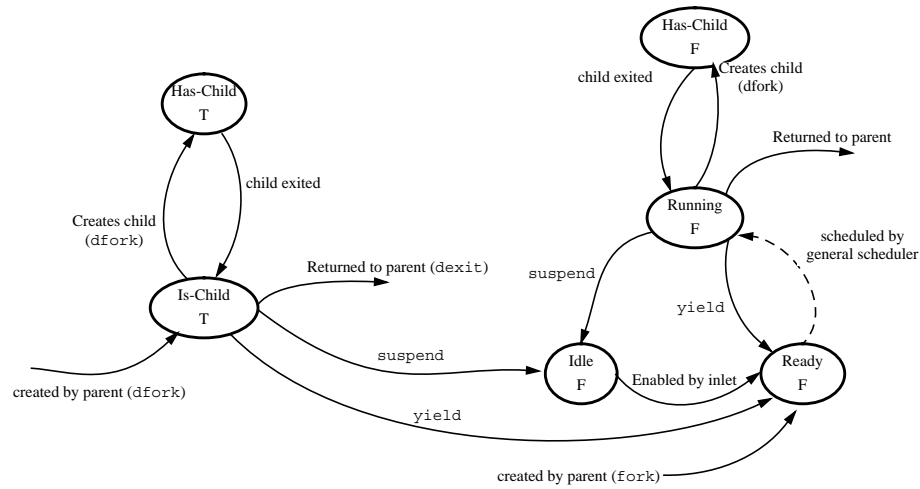 Has-Child
F
child exited
Creates child
(dfork)
Has-Child
T
Returned to parent
child exited
Running
F
Creates child
(dfork)
scheduled by
general scheduler
Returned to parent (dexit)
suspend
Is-Child
T
yield
suspend
Idle
F
Enabled by inlet
Ready
F
created by parent (dfork)
yield
created by parent (fork)